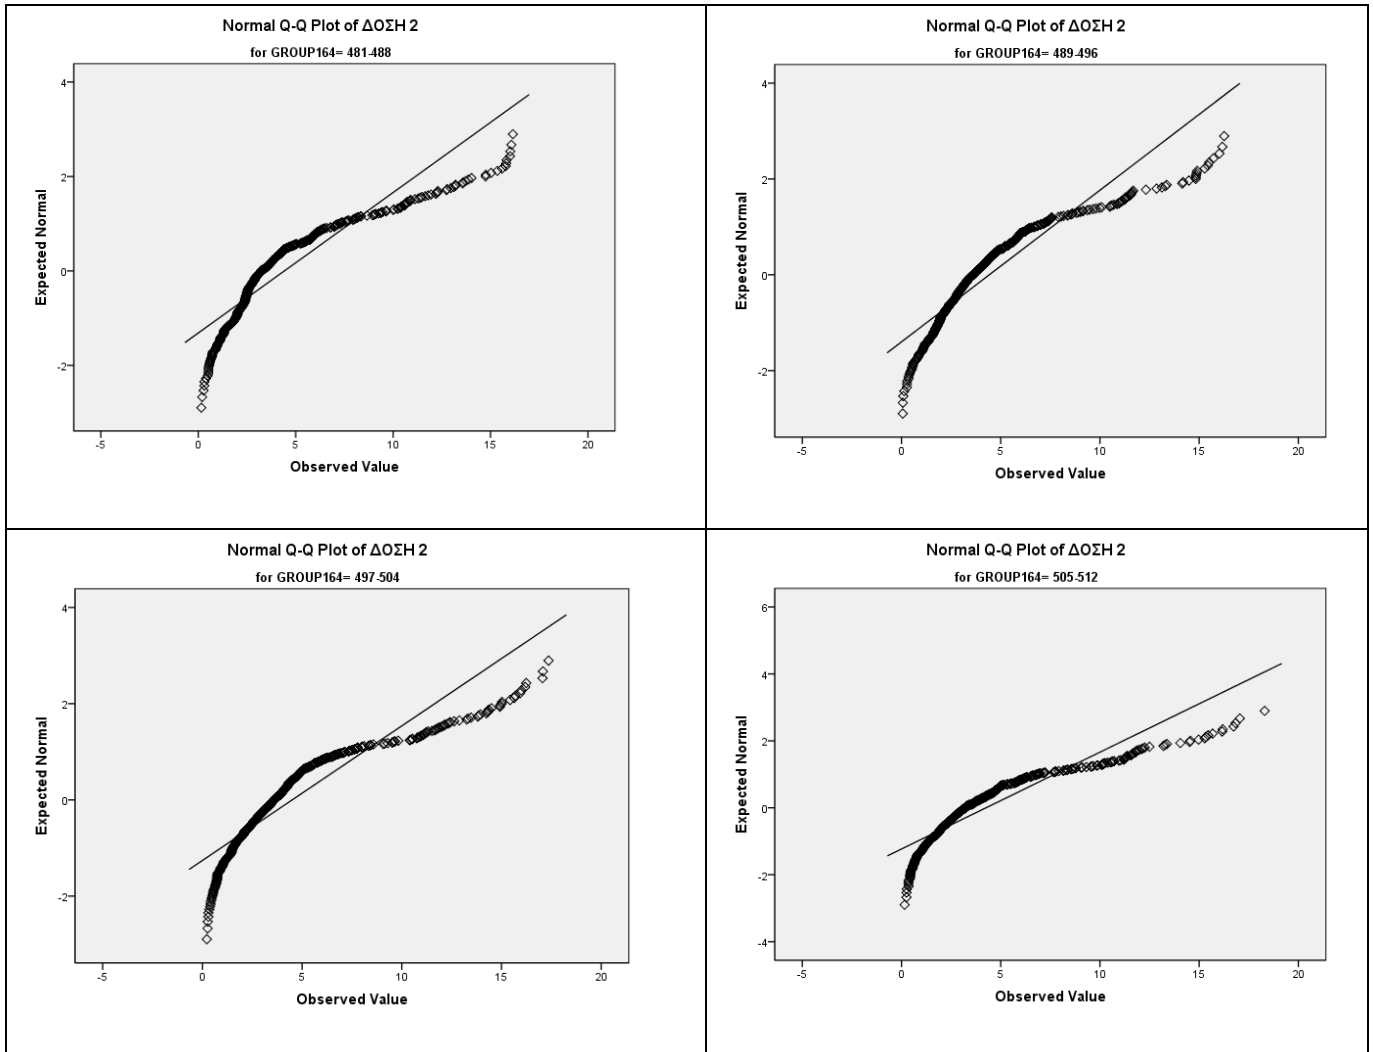 Normal Q-Q Plot of ΔΟΣΗ 2
for GROUP164= 481-488
4
2
0
-2
Expected Normal
-5 0 5 10 15 20
Observed Value
Normal Q-Q Plot of ΔΟΣΗ 2
for GROUP164= 489-496
4
2
0
-2
Expected Normal
-5 0 5 10 15 20
Observed Value
Normal Q-Q Plot of ΔΟΣΗ 2
for GROUP164= 497-504
4
2
0
-2
Expected Normal
-5 0 5 10 15 20
Observed Value
Normal Q-Q Plot of ΔΟΣΗ 2
for GROUP164= 505-512
6
4
2
0
-2
-4
Expected Normal
-5 0 5 10 15 20
Observed Value